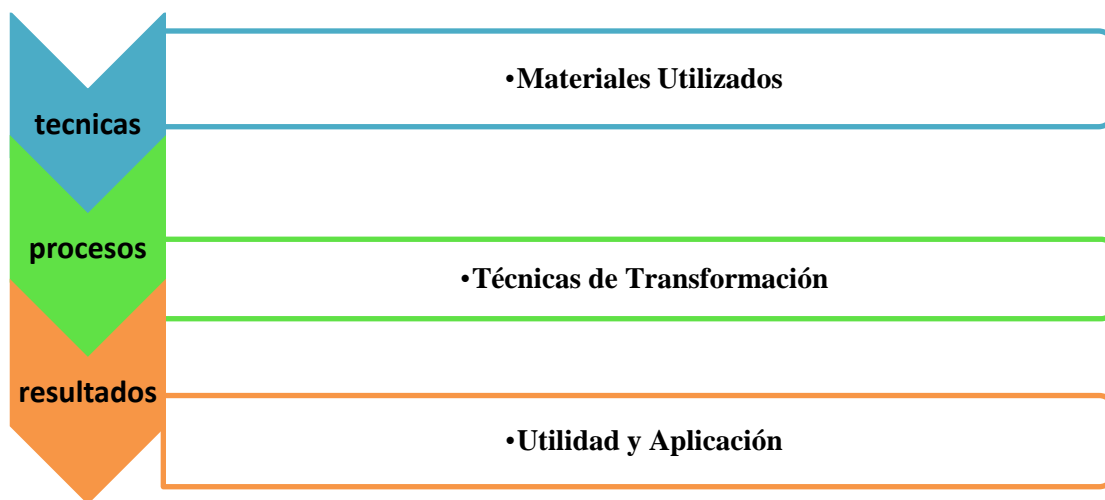 tecnicas
•Materiales Utilizados
procesos
•Técnicas de Transformación
resultados
•Utilidad y Aplicación